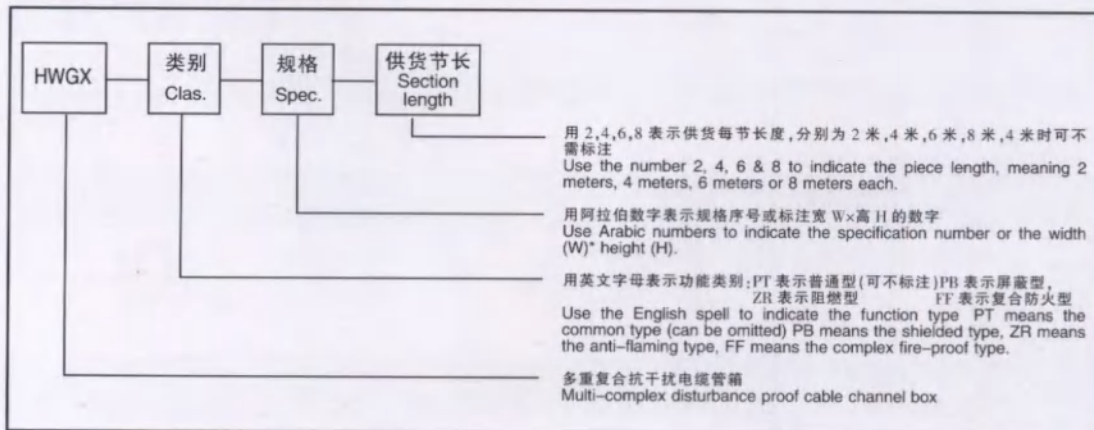 HWGX
类别
Clas.
规格
Spec.
供货节长
Section
length
用 2,4,6,8 表示供货每节长度,分别为 2 米,4 米,6 米,8 米,4 米时可不
需标注
Use the number 2, 4, 6 & 8 to indicate the piece length, meaning 2
meters, 4 meters, 6 meters or 8 meters each.
用阿拉伯数字表示规格序号或标注宽 W×高 H 的数字
Use Arabic numbers to indicate the specification number or the width
(W)* height (H).
用英文字母表示功能类别:PT 表示普通型(可不标注)PB 表示屏蔽型,
ZR 表示阻燃型 FF 表示复合防火型
Use the English spell to indicate the function type PT means the
common type (can be omitted) PB means the shielded type, ZR means
the anti-flaming type, FF means the complex fire-proof type.
多重复合抗干扰电缆管箱
Multi-complex disturbance proof cable channel box